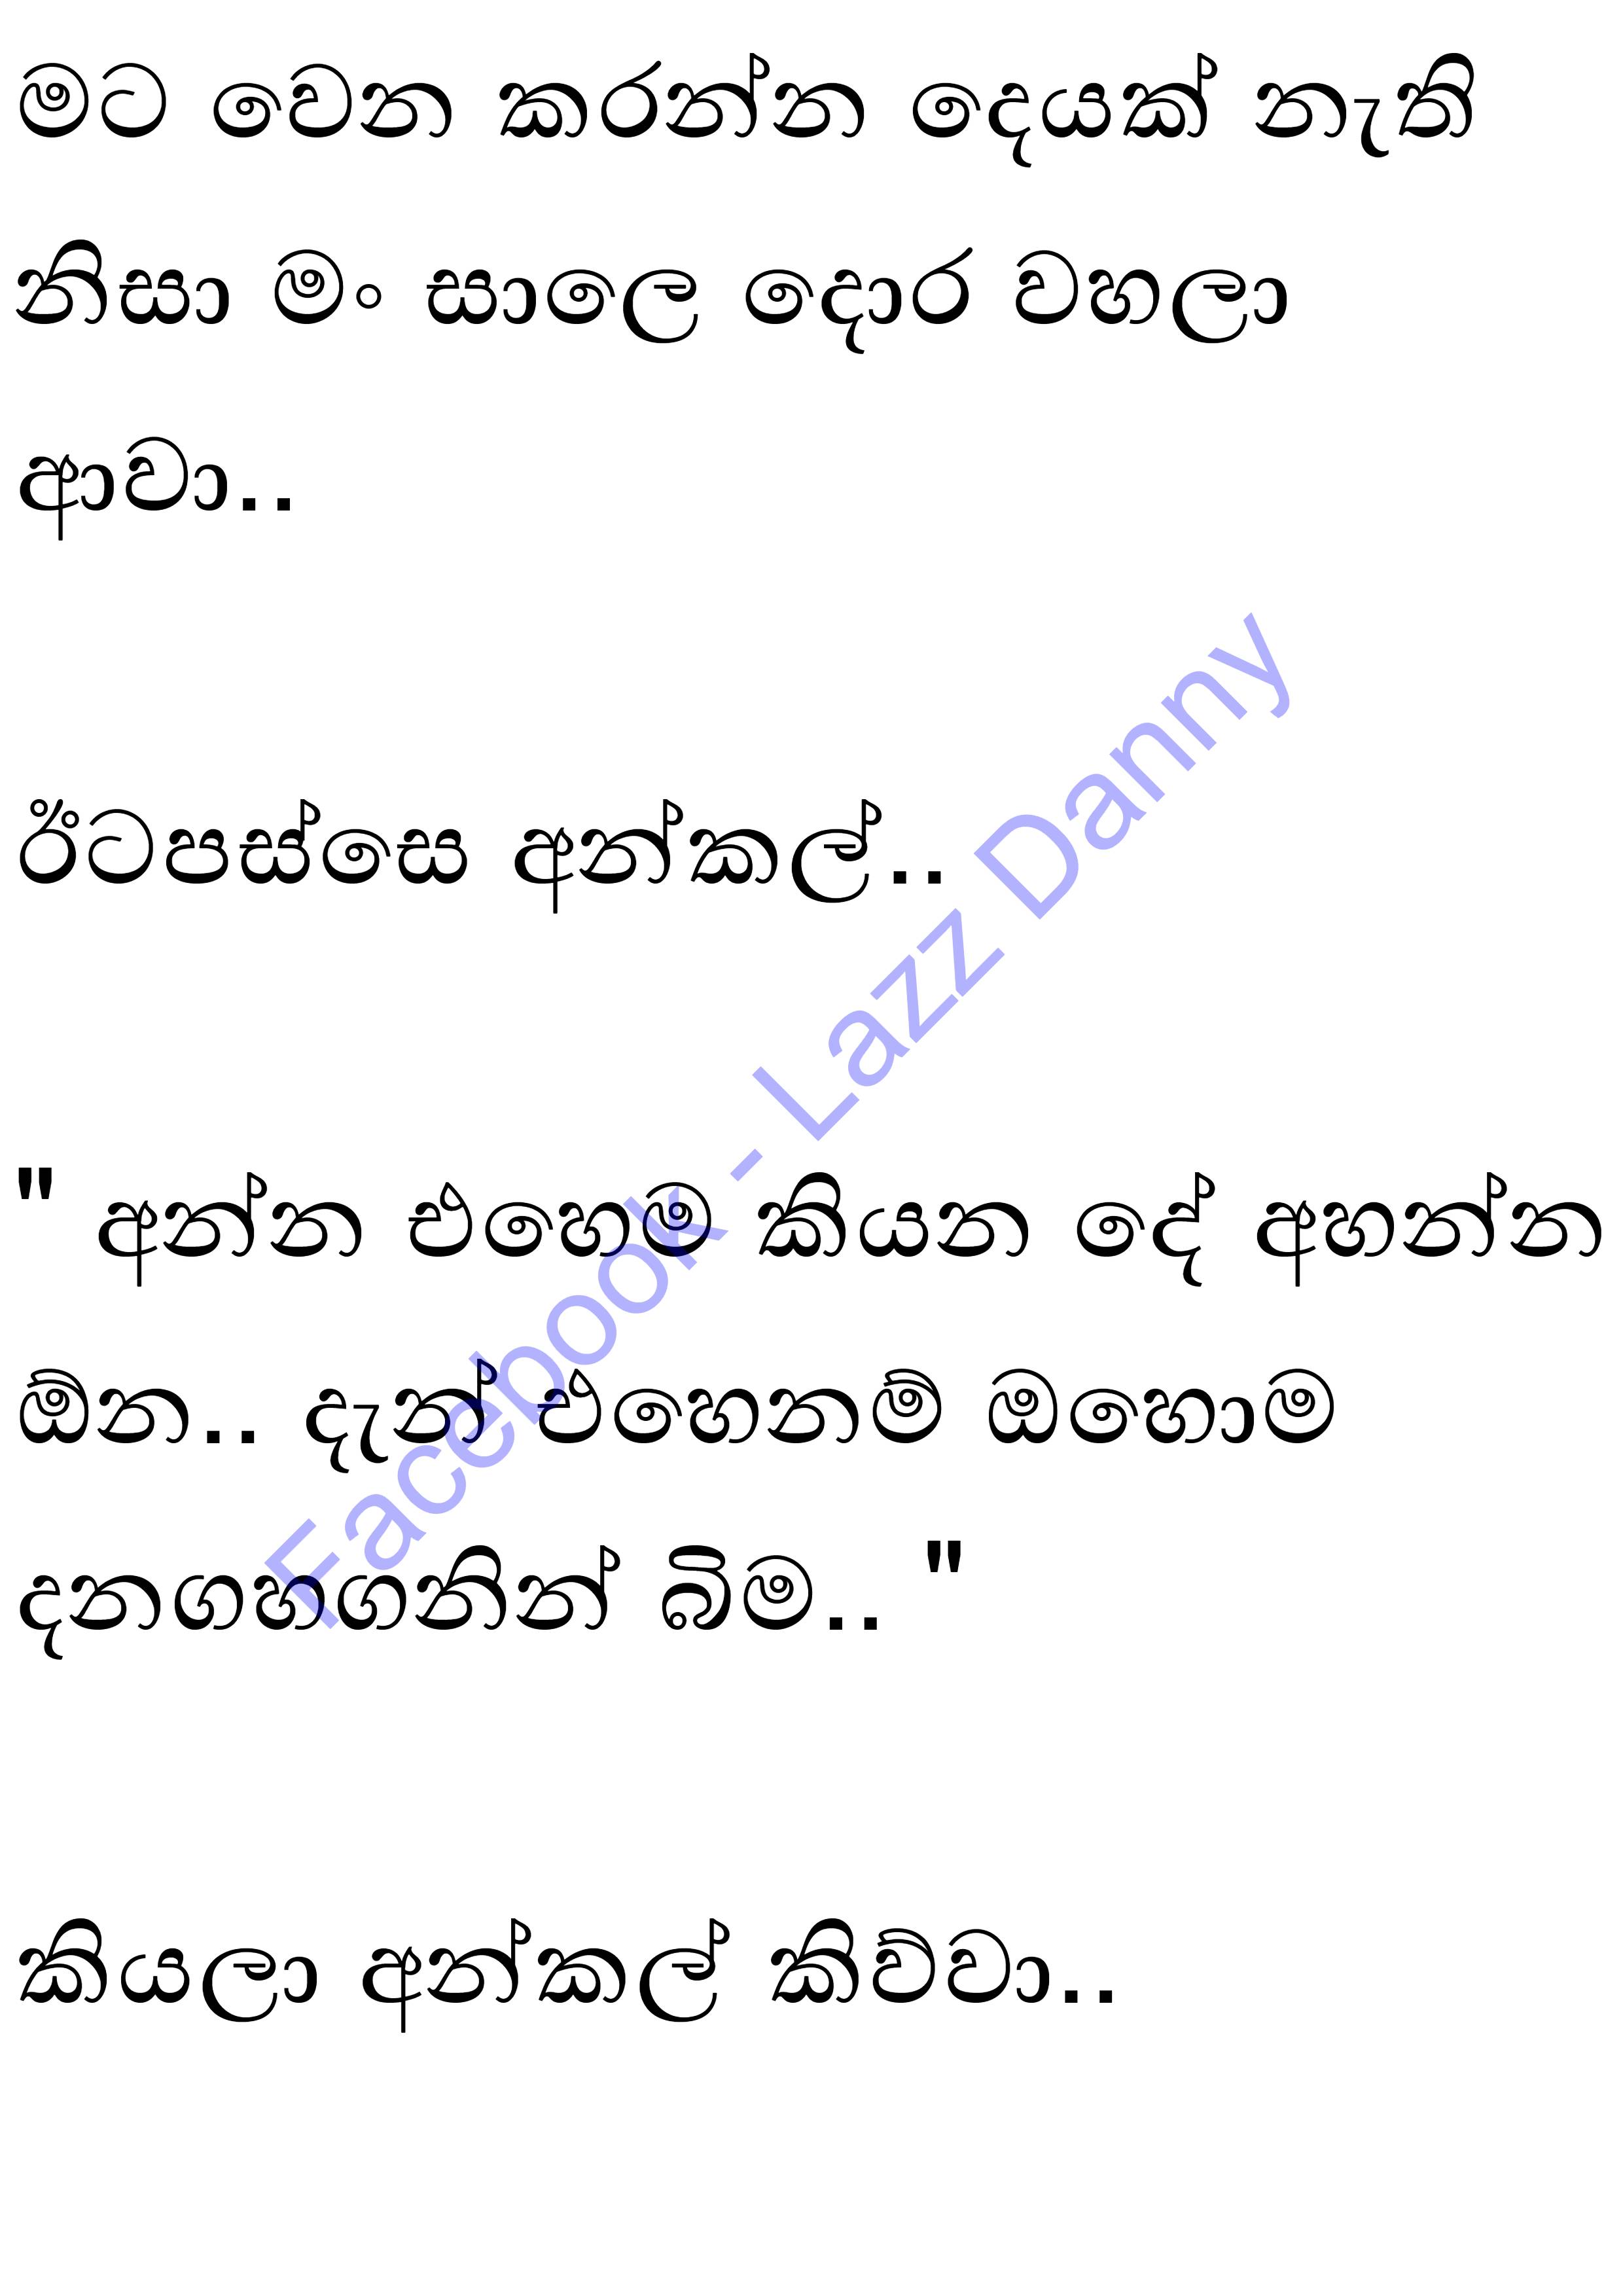 මට වෙන කරන්න දෙයක් නැති
නිසා මං සාලෙ දොර වහලා
ආවා..
ඊටපස්සෙ අන්කල්..
" අන්න එහෙම කියන දේ අහන්න
ඕන.. දැන් එහෙනම් ඔහොම
දනගහගනින් බිම.. "
කියලා අන්කල් කිව්වා..
Facebook - Lazz Danny